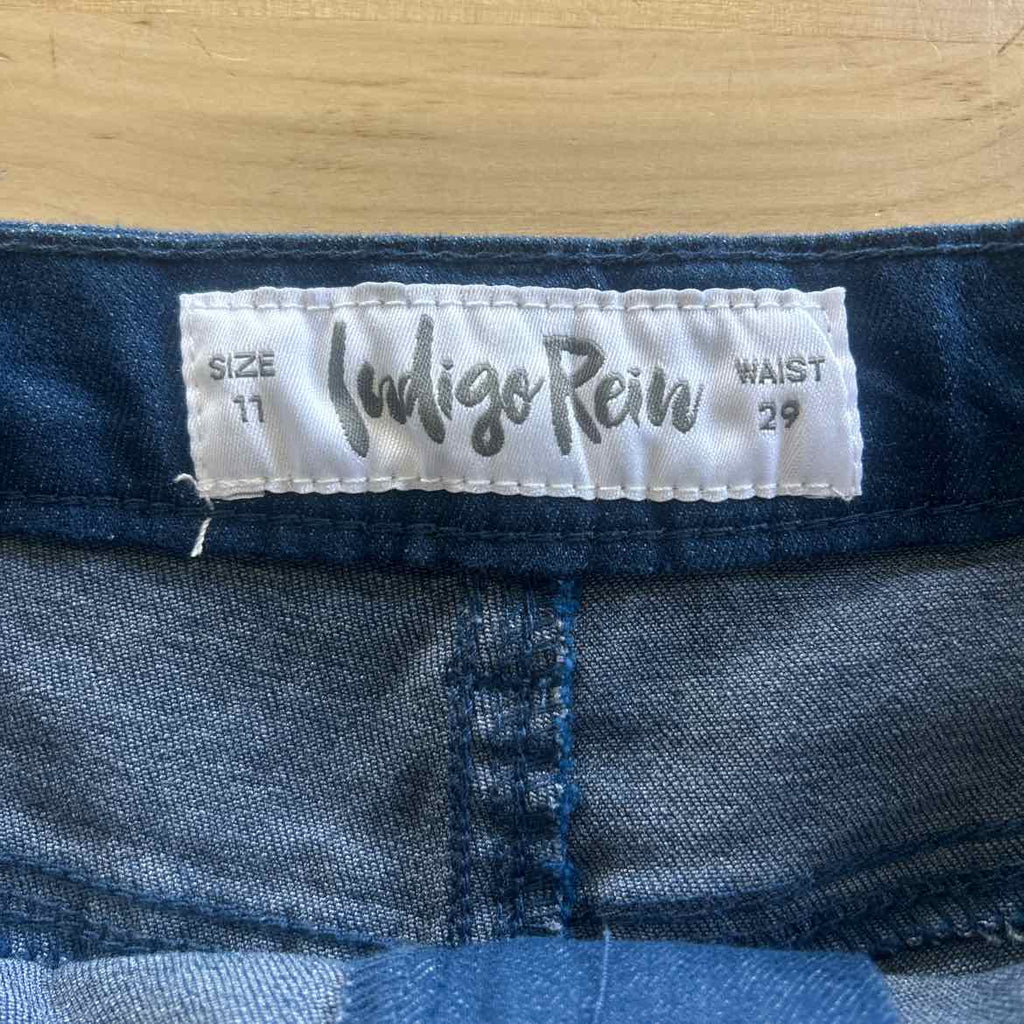 SIZE
11
Indigo Rein
WAIST
29